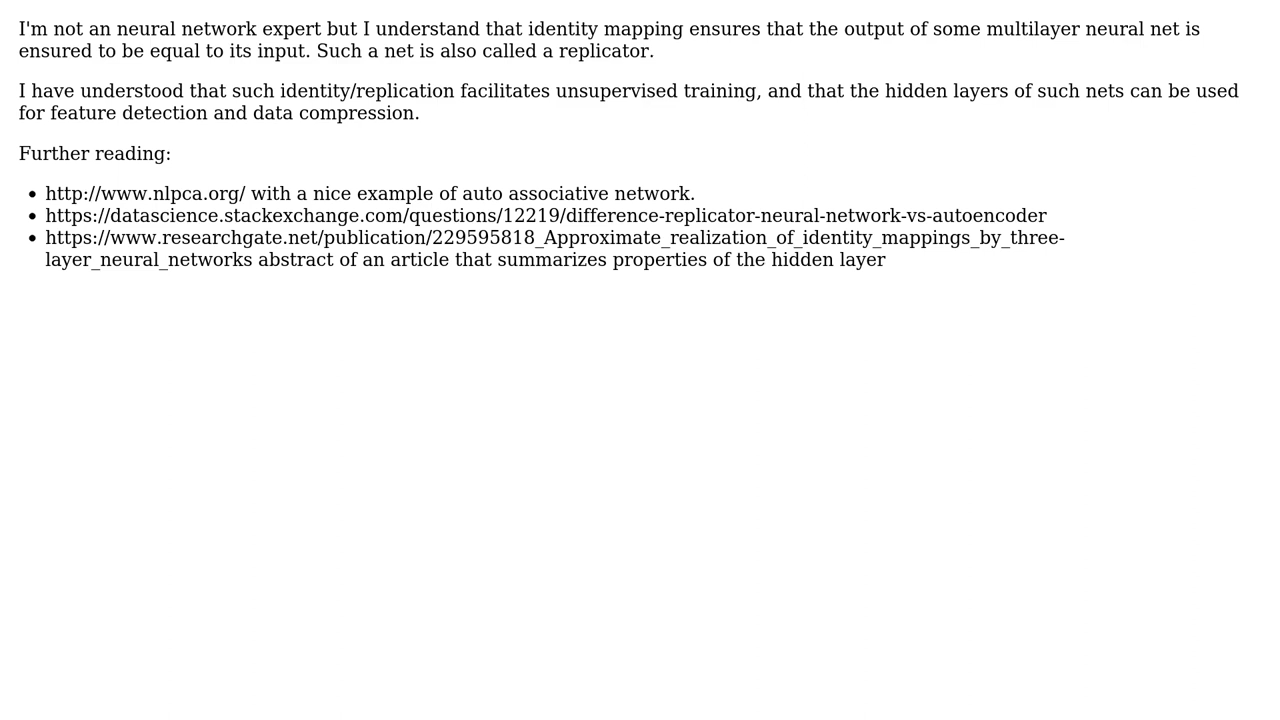 I'm not an neural network expert but I understand that identity mapping ensures that the output of some multilayer neural net is
ensured to be equal to its input. Such a net is also called a replicator.
I have understood that such identity/replication facilitates unsupervised training, and that the hidden layers of such nets can be used
for feature detection and data compression.
Further reading:
• http://www.nlpca.org/ with a nice example of auto associative network.
• https://datascience.stackexchange.com/questions/12219/difference-replicator-neural-network-vs-autoencoder
• https://www.researchgate.net/publication/229595818_Approximate_realization_of_identity_mappings_by_three-
layer_neural_networks abstract of an article that summarizes properties of the hidden layer